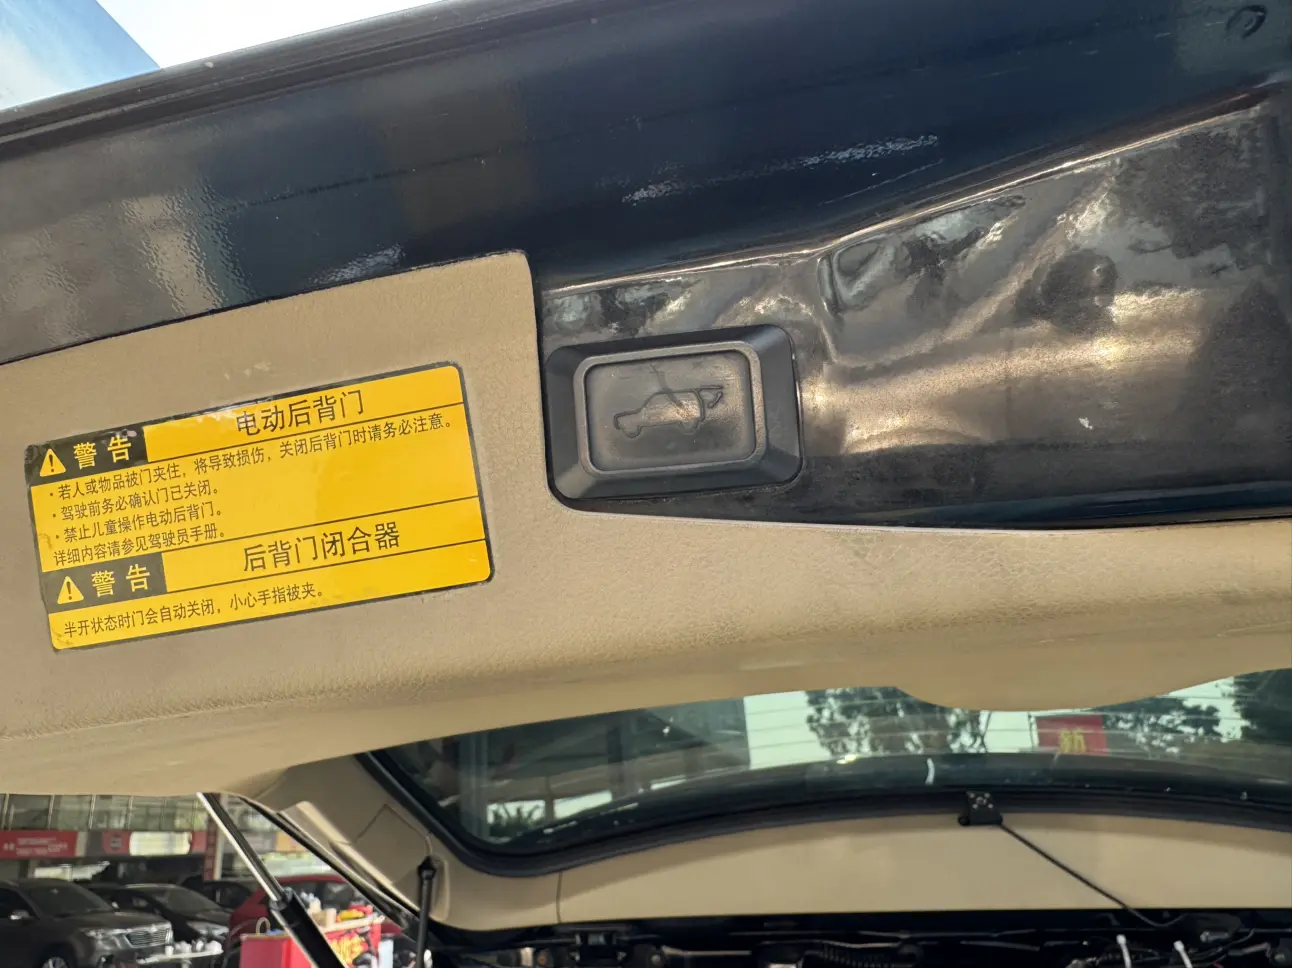 警告
电动后背门
·若人或物品被门夹住，将导致损伤，关闭后背门时请务必注意。
·驾驶前务必确认门已关闭。
·禁止儿童操作电动后背门。
详细内容请参见驾驶员手册。
警告
后背门闭合器
半开状态时门会自动关闭，小心手指被夹。
新